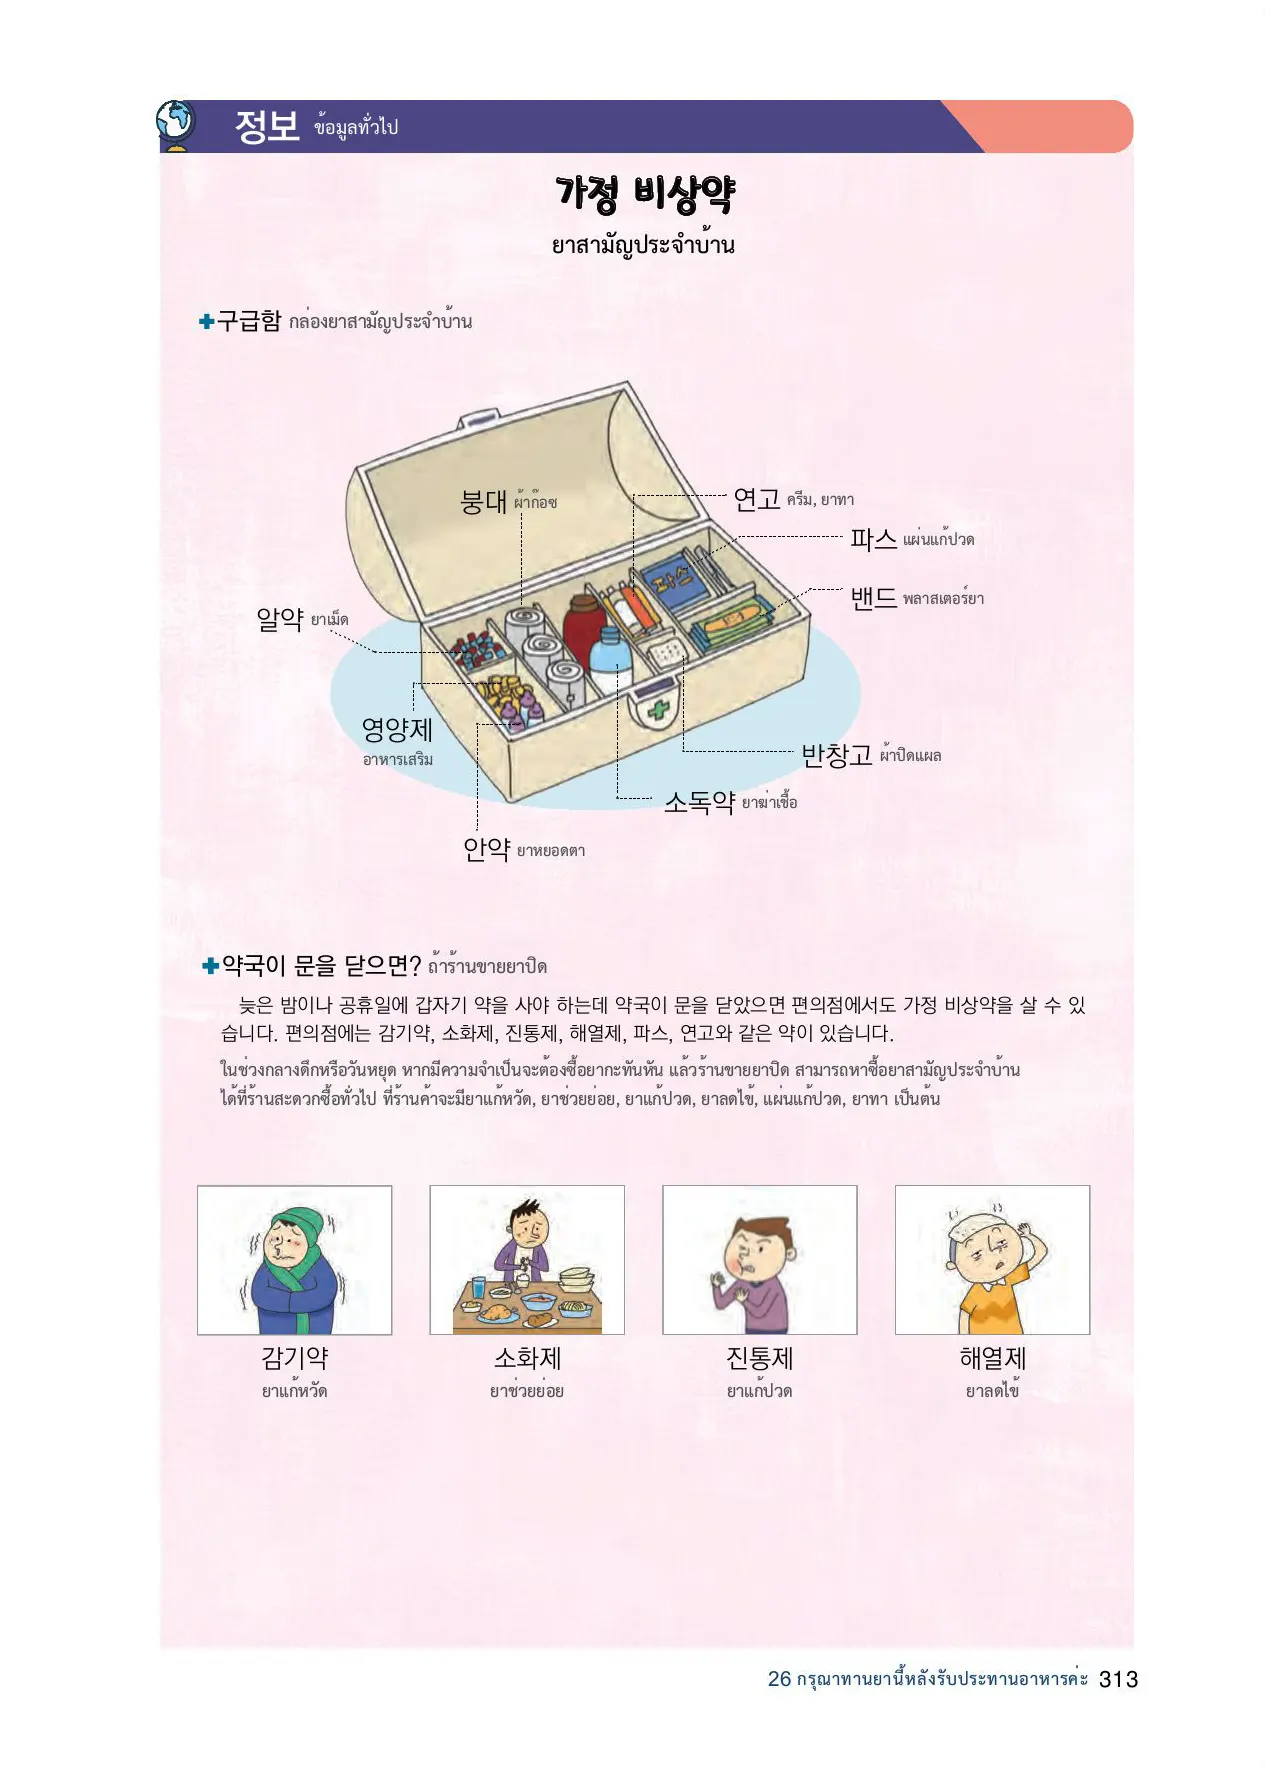 정보 ข้อมูลทั่วไป
가정 비상약
ยาสามัญประจำบ้าน
구급함 กล่องยาสามัญประจำบ้าน
붕대 ผ้าก๊อซ
연고 ครีม, ยาทา
파스 แผ่นแก้ปวด
파스
밴드 พลาสเตอร์ยา
알약 ยาเม็ด
영양제
อาหารเสริม
반창고 ผ้าปิดแผล
소독약 ยาฆ่าเชื้อ
안약 ยาหยอดตา
약국이 문을 닫으면? ถ้าร้านขายยาปิด
늦은 밤이나 공휴일에 갑자기 약을 사야 하는데 약국이 문을 닫았으면 편의점에서도 가정 비상약을 살 수 있
습니다. 편의점에는 감기약, 소화제, 진통제, 해열제, 파스, 연고와 같은 약이 있습니다.
ในช่วงกลางดึกหรือวันหยุด หากมีความจำเป็นจะต้องซื้อยากะทันหัน แล้วร้านขายยาปิด สามารถหาซื้อยาสามัญประจำบ้าน
ได้ที่ร้านสะดวกซื้อทั่วไป ที่ร้านค้าจะมียาแก้หวัด, ยาช่วยย่อย, ยาแก้ปวด, ยาลดไข้, แผ่นแก้ปวด, ยาทา เป็นต้น
감기약 소화제 진통제 해열제
ยาแก้หวัด ยาช่วยย่อย ยาแก้ปวด ยาลดไข้
26 กรุณาทานยานี้หลังรับประทานอาหารค่ะ 313